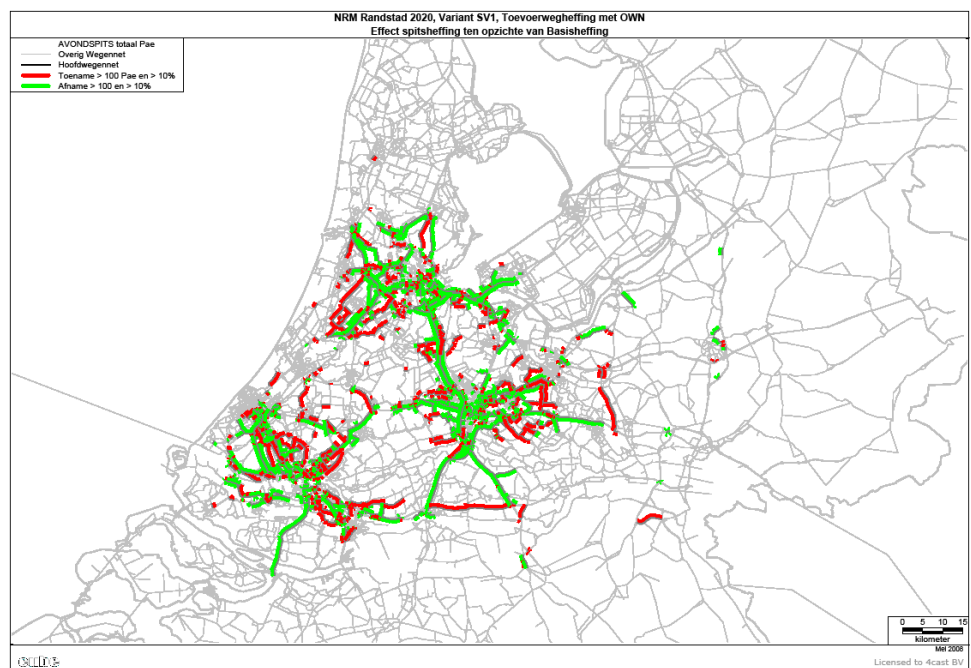 NRM Randstad 2020, Variant SV1, Toevoerwegheffing met OWN
Effect spitsheffing ten opzichte van Basisheffing
AVONDSPITS totaal Pae
Overig Wegennet
Hoofdwegennet
Toename > 100 Pae en > 10%
Afname > 100 en > 10%
0 5 10 15
kilometer
Mei 2008
cube
Licensed to 4cast BV